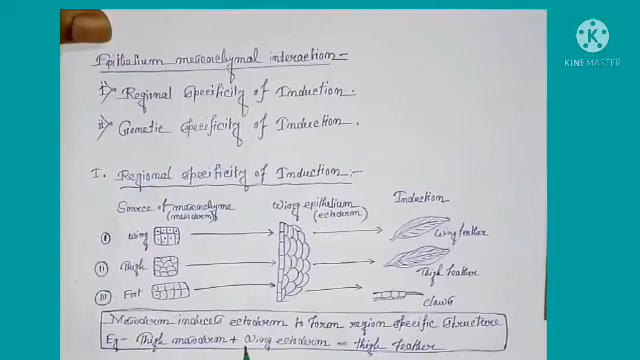 Epithelium mesenchymal interaction -
i) Regional Specificity of Induction.
ii) Genetic Specificity of Induction.
I. Regional specificity of Induction :-
Source of mesenchyme (mesoderm) Wing epithelium (ectoderm) Induction
I wing wing feather
II Thigh Thigh feather
III Foot claws
Mesoderm induces ectoderm to form region specific structure
Eg - Thigh mesoderm + Wing ectoderm = thigh feather
KINEMASTER